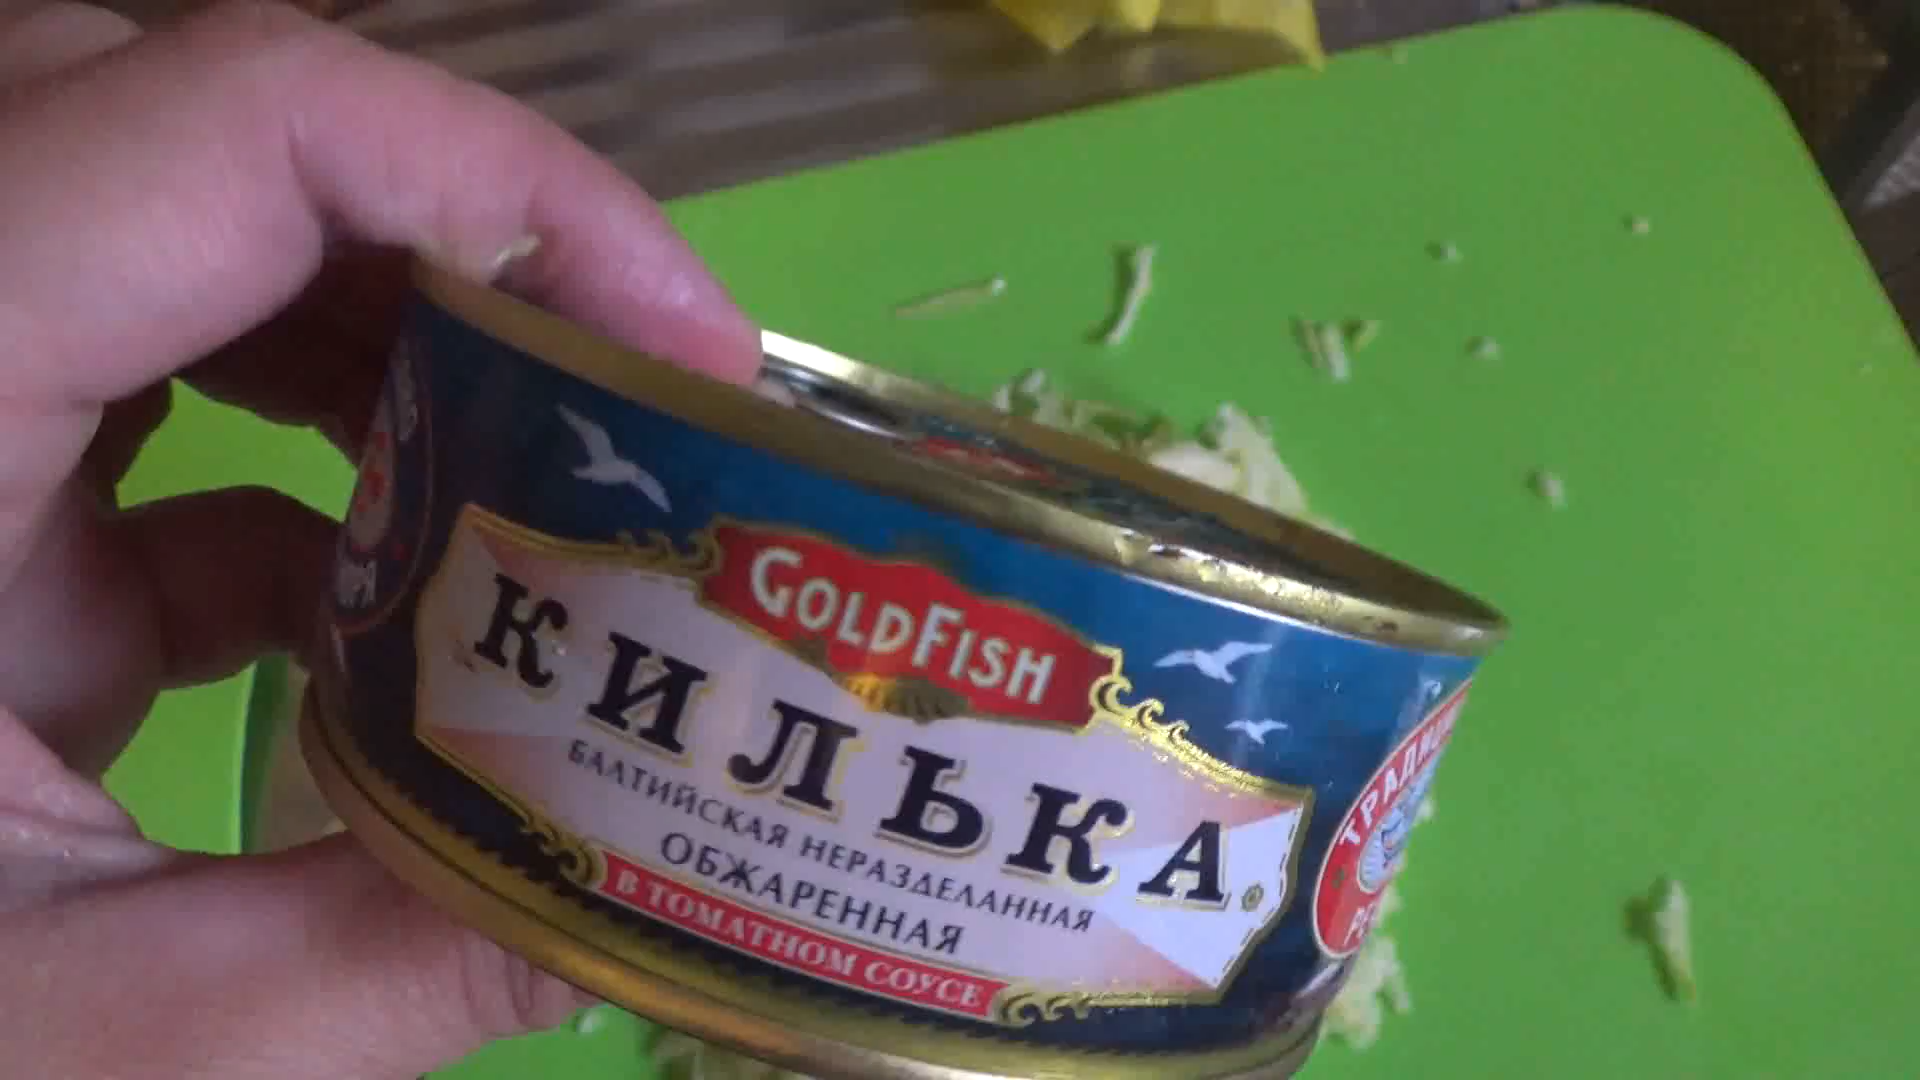 GOLDFISH
КИЛЬКА
БАЛТИЙСКАЯ НЕРАЗДЕЛАННАЯ
ОБЖАРЕННАЯ
В ТОМАТНОМ СОУСЕ